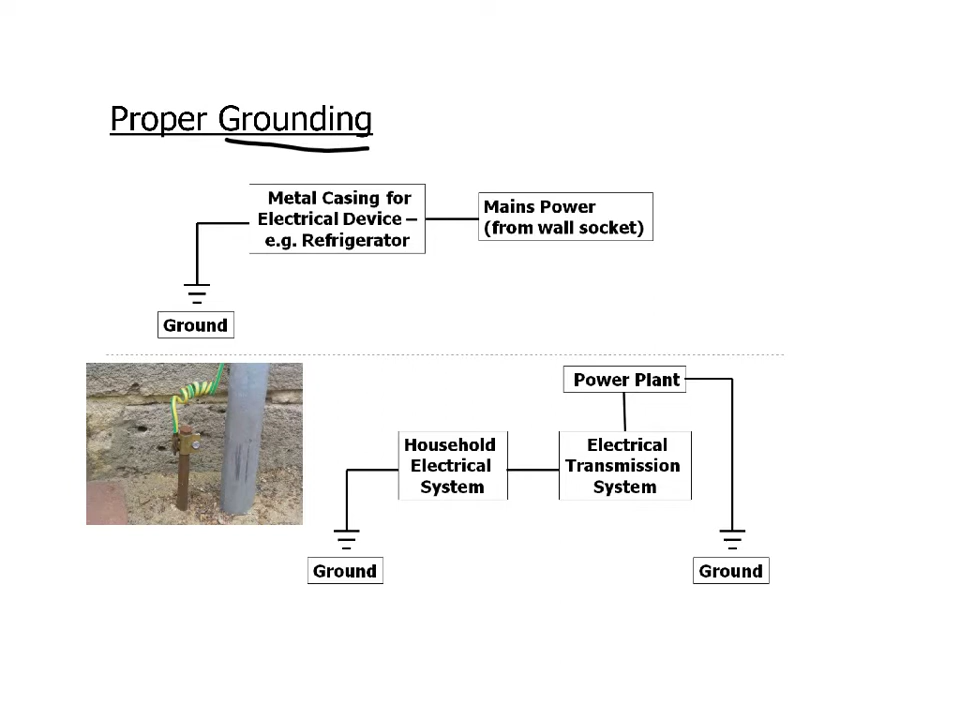 Proper Grounding
Metal Casing for
Electrical Device –
e.g. Refrigerator
Mains Power
(from wall socket)
Ground
Power Plant
Household
Electrical
System
Electrical
Transmission
System
Ground
Ground